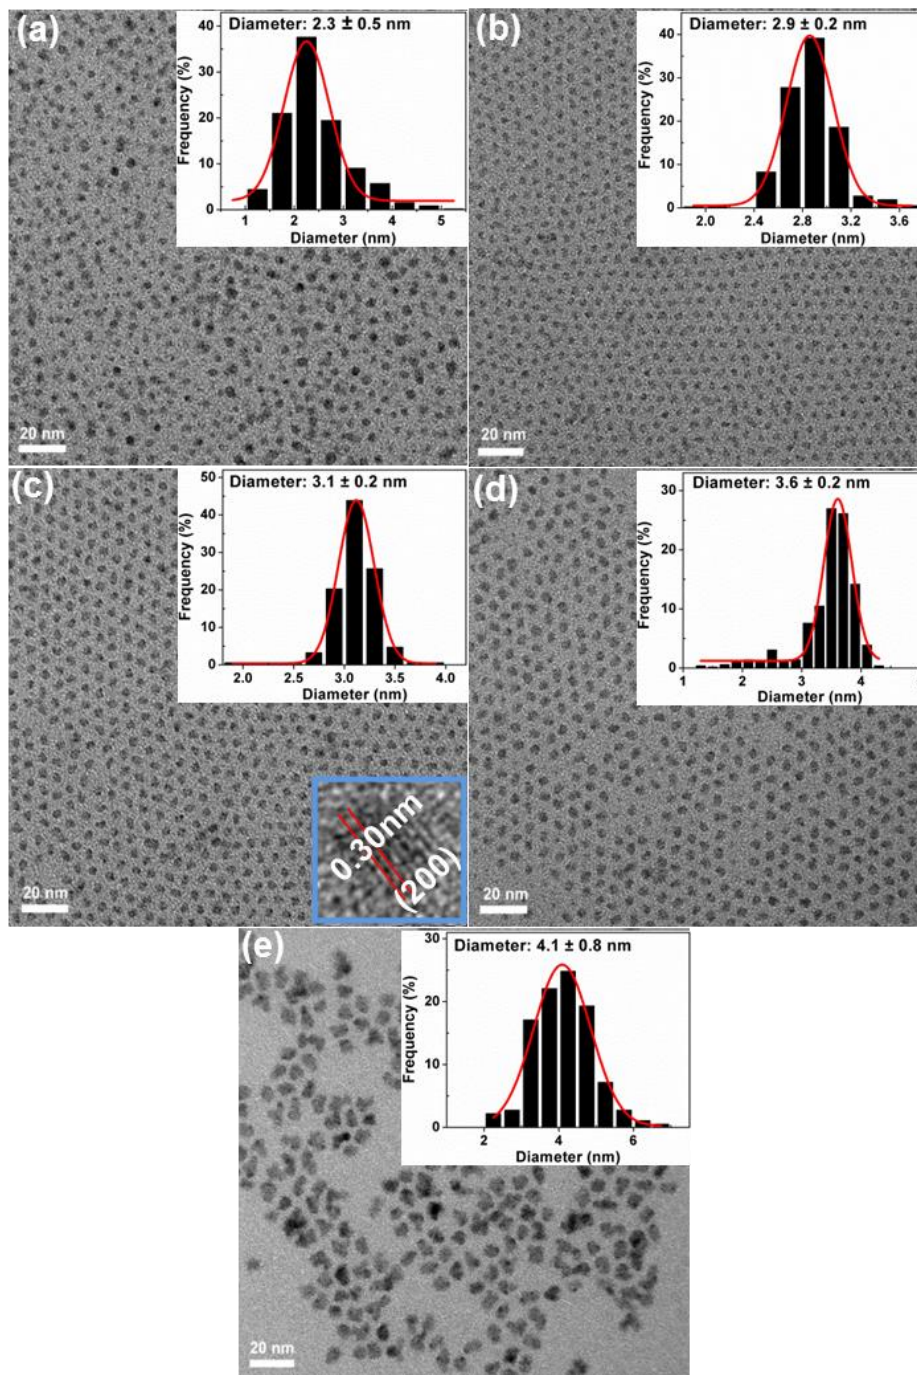 (a)
Diameter: 2.3 ± 0.5 nm
Frequency (%)
40
30
20
10
0
1 2 3 4 5
Diameter (nm)
20 nm
(b)
Diameter: 2.9 ± 0.2 nm
Frequency (%)
40
30
20
10
0
2.0 2.4 2.8 3.2 3.6
Diameter (nm)
20 nm
(c)
Diameter: 3.1 ± 0.2 nm
Frequency (%)
50
40
30
20
10
0
2.0 2.5 3.0 3.5 4.0
Diameter (nm)
0.30nm
(200)
20 nm
(d)
Diameter: 3.6 ± 0.2 nm
Frequency (%)
30
20
10
0
1 2 3 4
Diameter (nm)
20 nm
(e)
Diameter: 4.1 ± 0.8 nm
Frequency (%)
30
20
10
0
2 4 6
Diameter (nm)
20 nm